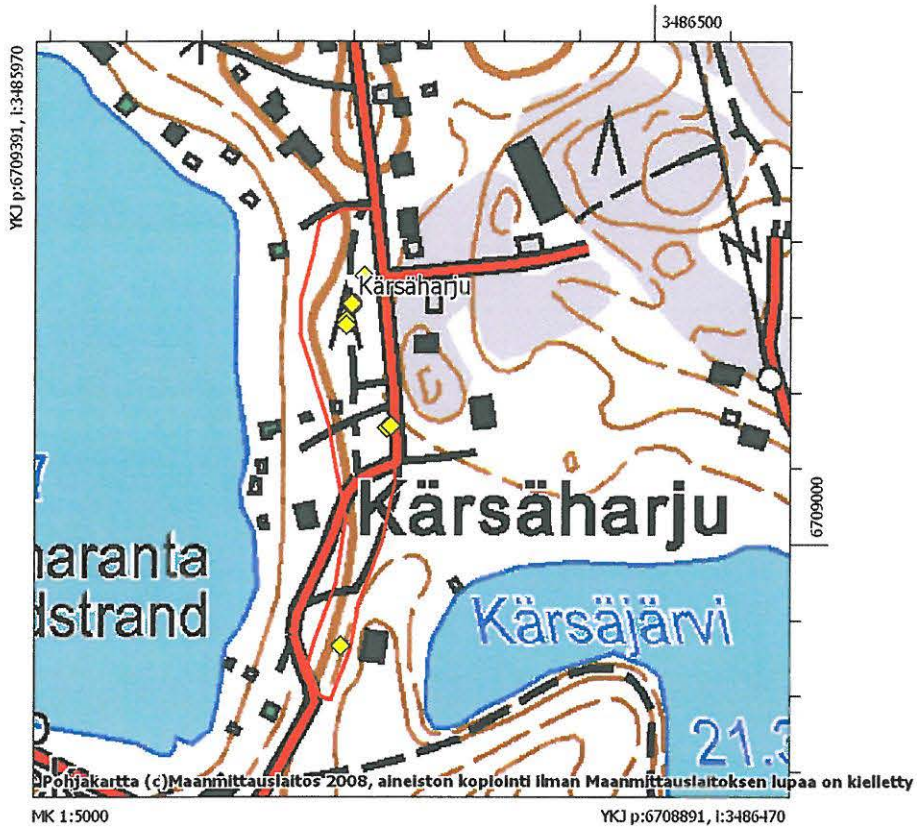 3486500
YKJ p:6709391, l:3485970
Kärsäharju
6709000
Kärsäharju
naranta
dstrand
Kärsäjärvi
21.3
Pohjakartta (c)Maanmittauslaitos 2008, aineiston kopiointi ilman Maanmittauslaitoksen lupaa on kielletty
MK 1:5000
YKJ p:6708891, l:3486470